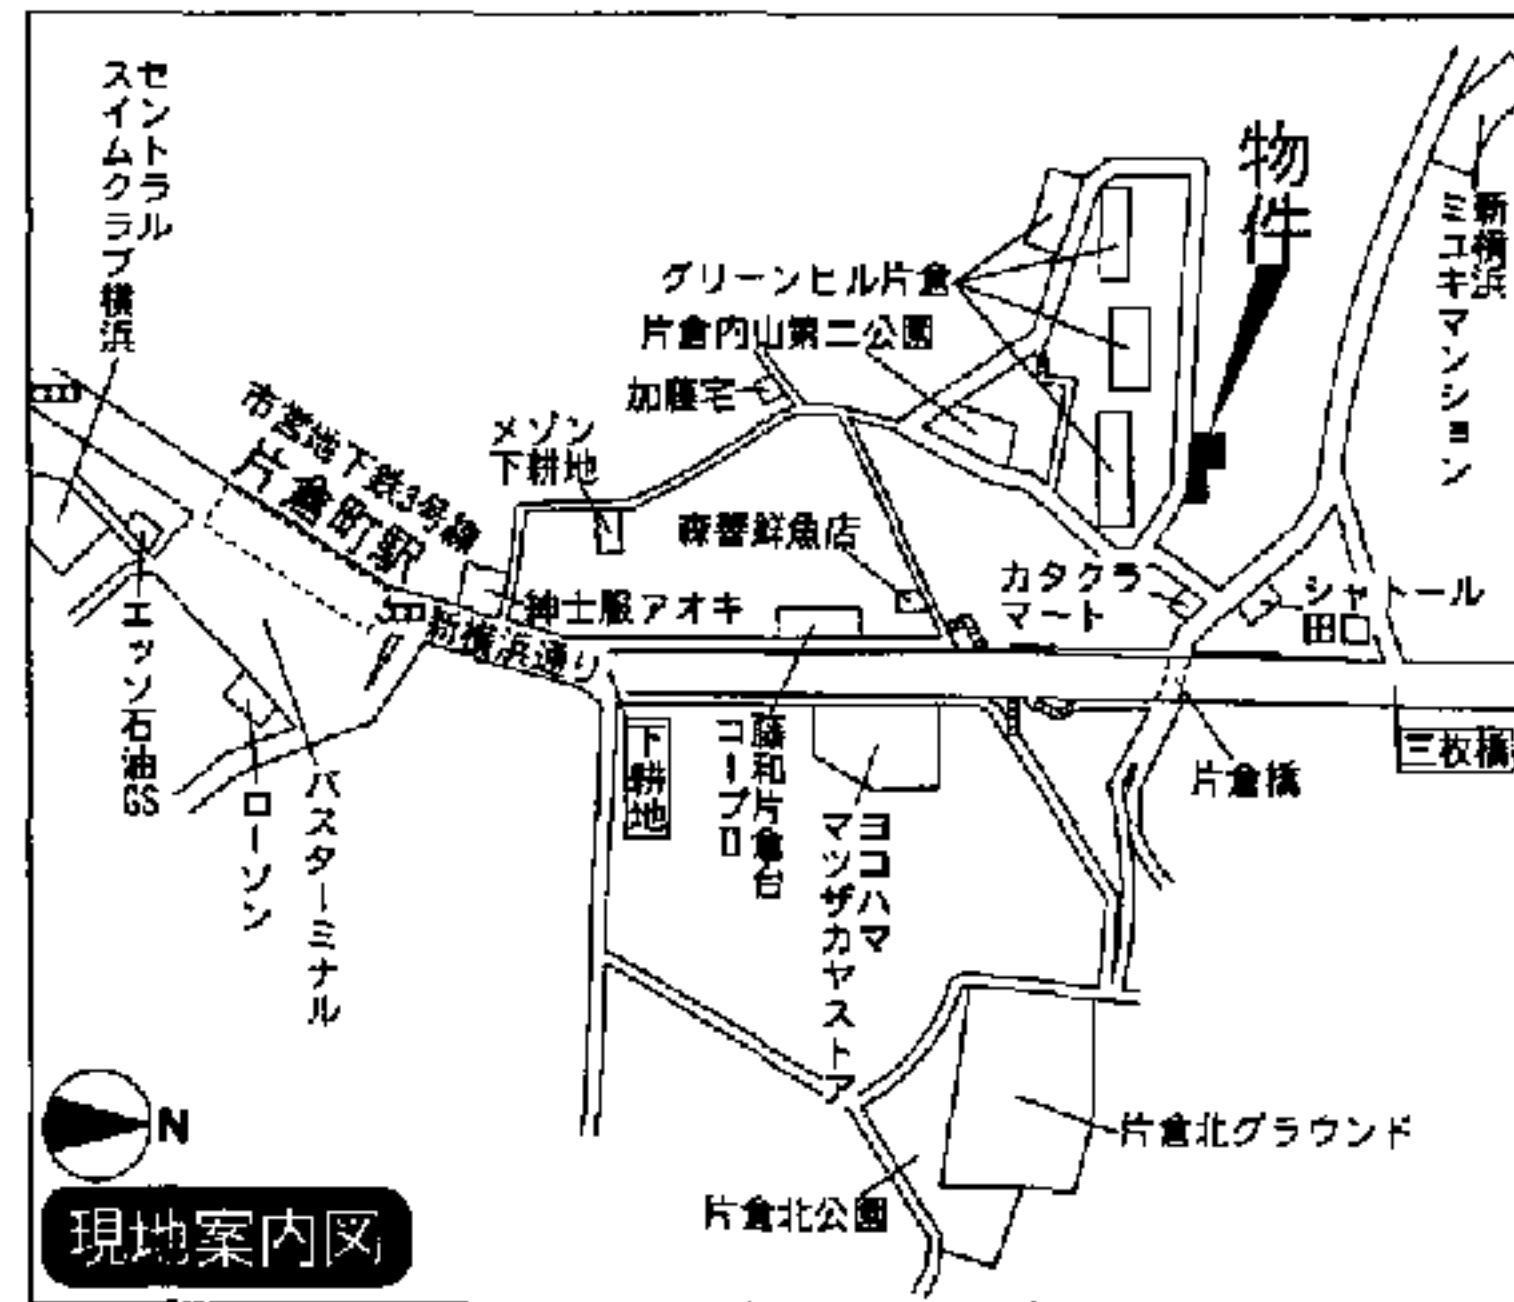 セントラル
スイムクラブ横浜
物件
新横浜
ミユキマンション
グリーンヒル片倉
片倉内山第二公園
加藤宅
市営地下鉄3号線
片倉町駅
メゾン
下耕地
鮮魚店
カタクラ
マート
シャトール
田口
紳士服アオキ
新横浜通り
エッソ石油
GS
ローソン
バスターミナル
下耕地
藤和片倉台
コープ
ヨコハマ
マツザカヤストア
片倉橋
三枚橋
片倉北グラウンド
片倉北公園
N
現地案内図